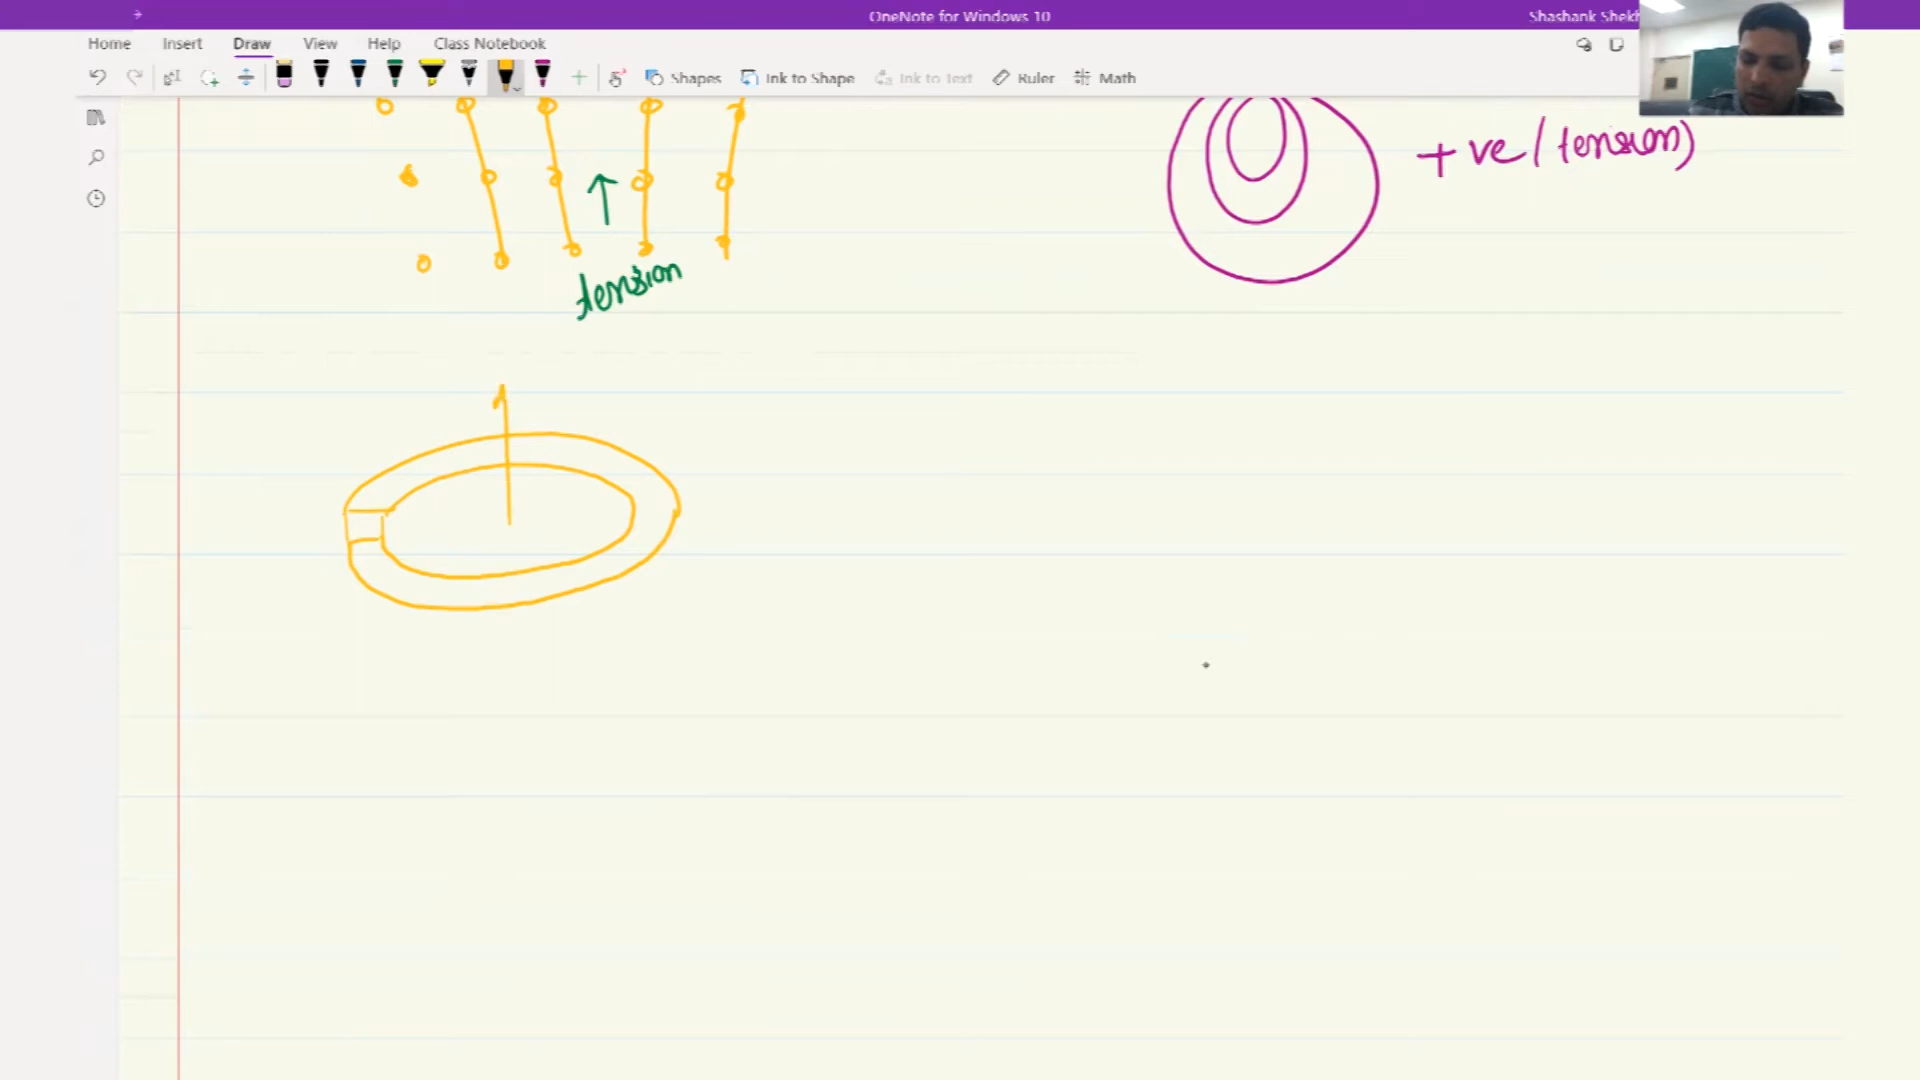 OneNote for Windows 10
Shashank Shekh
Home Insert Draw View Help Class Notebook
Shapes Ink to Shape Ink to Text Ruler Math
+ve (tension)
tension